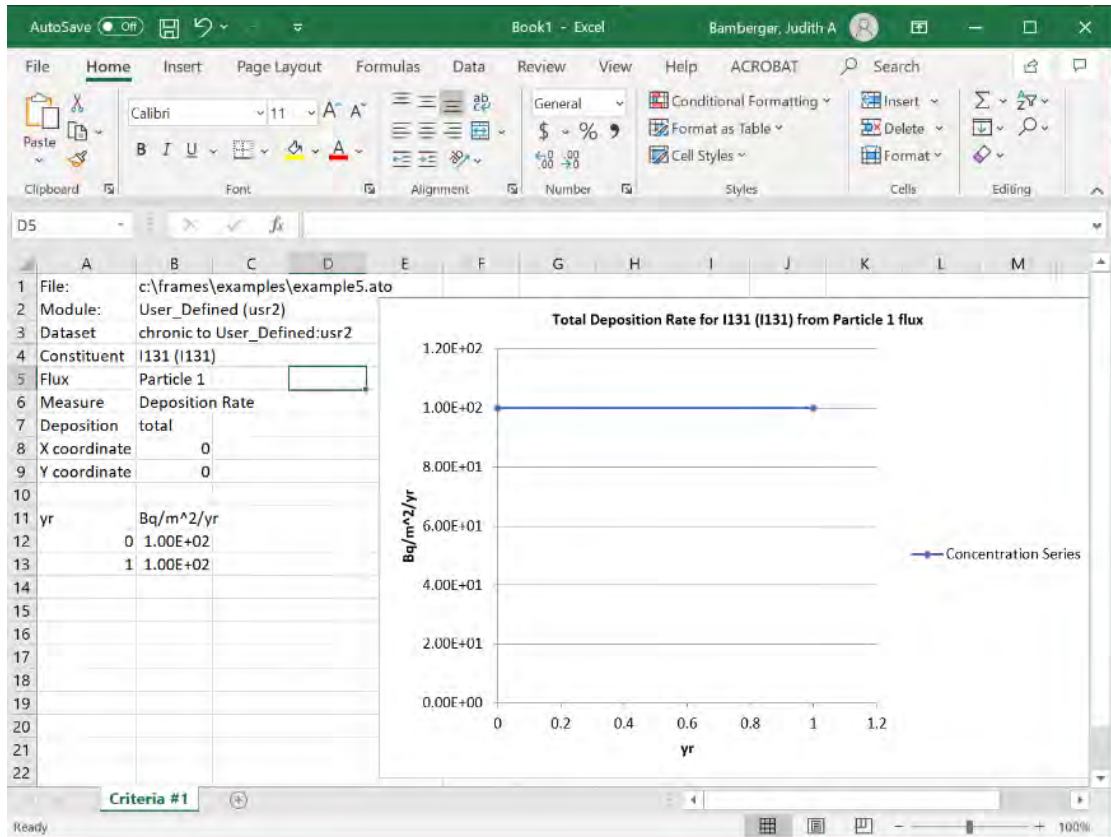 AutoSave Off Book1 - Excel Bamberger, Judith A
File Home Insert Page Layout Formulas Data Review View Help ACROBAT Search
Calibri 11 A^ A˅ ab General Conditional Formatting Insert Σ
Paste $ % 9 Format as Table Delete
B I U A Cell Styles Format
Clipboard Font Alignment Number Styles Cells Editing
D5 fx
A B C D E F G H I J K L M
1 File: c:\frames\examples\example5.ato
2 Module: User_Defined (usr2)
3 Dataset chronic to User_Defined:usr2
4 Constituent I131 (I131)
5 Flux Particle 1
6 Measure Deposition Rate
7 Deposition total
8 X coordinate 0
9 Y coordinate 0
10
11 yr Bq/m^2/yr
12 0 1.00E+02
13 1 1.00E+02
14
15
16
17
18
19
20
21
22
Total Deposition Rate for I131 (I131) from Particle 1 flux
1.20E+02
1.00E+02
8.00E+01
6.00E+01
4.00E+01
2.00E+01
0.00E+00
Bq/m^2/yr
0 0.2 0.4 0.6 0.8 1 1.2
yr
Concentration Series
Criteria #1
Ready 100%